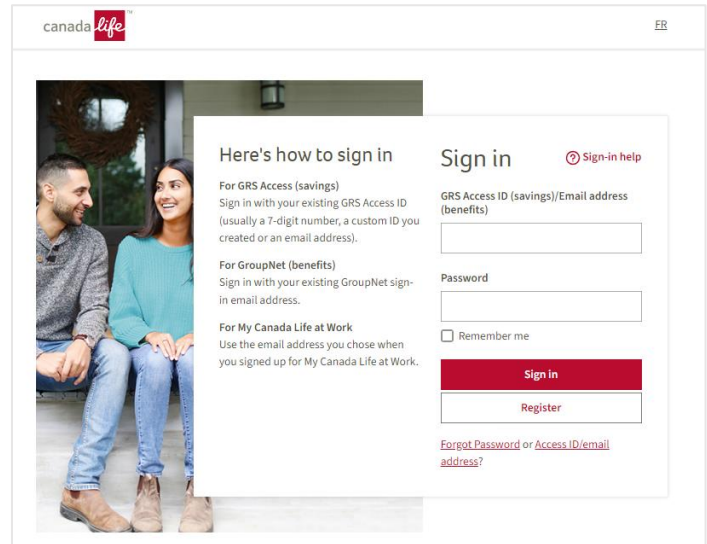 canada life™
FR
Here's how to sign in
For GRS Access (savings)
Sign in with your existing GRS Access ID
(usually a 7-digit number, a custom ID you
created or an email address).
For GroupNet (benefits)
Sign in with your existing GroupNet sign-
in email address.
For My Canada Life at Work
Use the email address you chose when
you signed up for My Canada Life at Work.
Sign in
? Sign-in help
GRS Access ID (savings)/Email address
(benefits)
Password
Remember me
Sign in
Register
Forgot Password or Access ID/email
address?